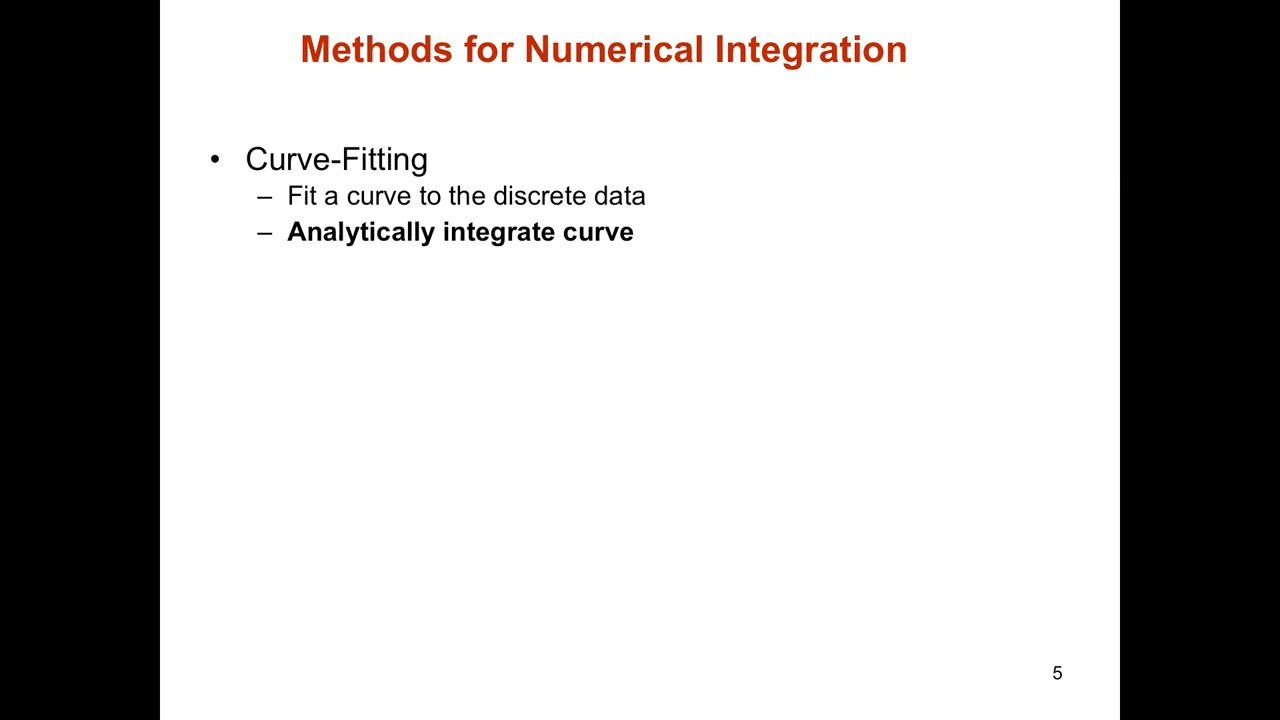 Methods for Numerical Integration
• Curve-Fitting
– Fit a curve to the discrete data
– Analytically integrate curve
5